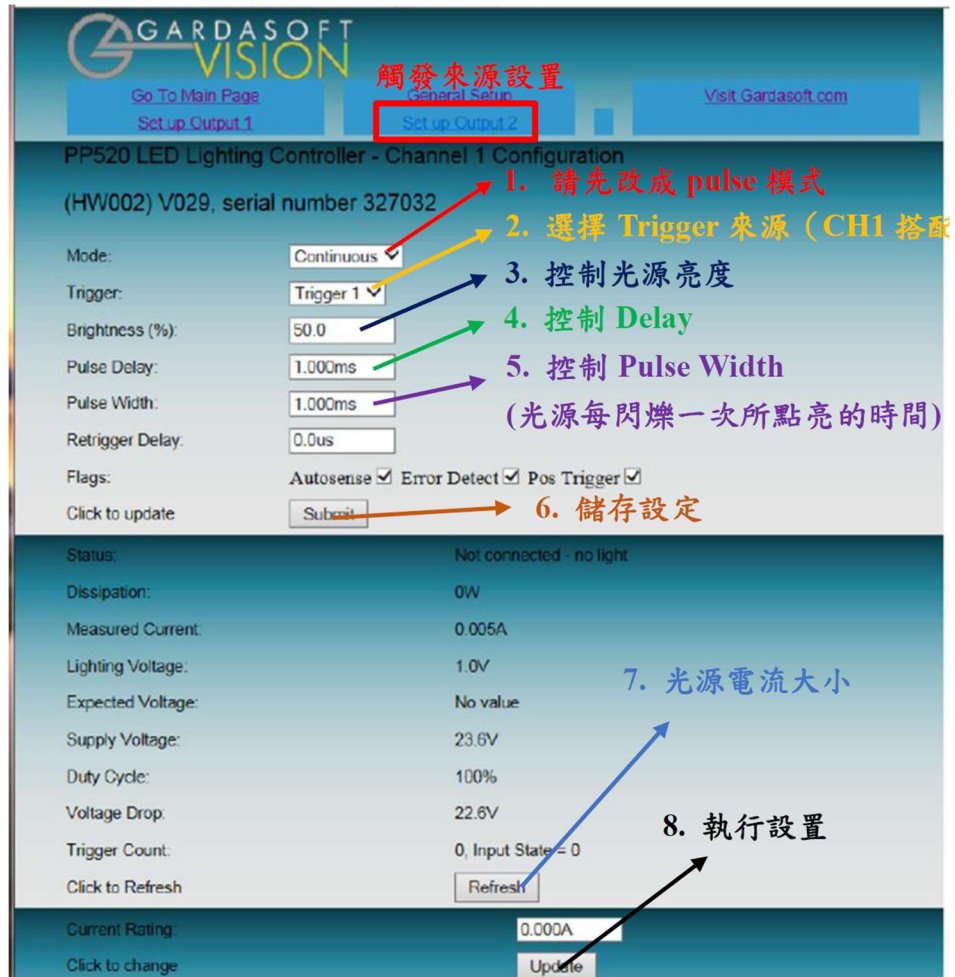 GARDASOFT
VISION
觸發來源設置
Go To Main Page General Setup Visit Gardasoft.com
Set up Output 1 Set up Output 2
PP520 LED Lighting Controller - Channel 1 Configuration
(HW002) V029, serial number 327032
1. 請先改成 pulse 模式
2. 選擇 Trigger 來源（CH1 搭配
Mode: Continuous
3. 控制光源亮度
Trigger: Trigger 1
Brightness (%): 50.0
4. 控制 Delay
Pulse Delay: 1.000ms
5. 控制 Pulse Width
Pulse Width: 1.000ms
(光源每閃爍一次所點亮的時間)
Retrigger Delay: 0.0us
Flags: Autosense Error Detect Pos Trigger
Click to update Submit
6. 儲存設定
Status: Not connected - no light
Dissipation: 0W
Measured Current: 0.005A
Lighting Voltage: 1.0V
7. 光源電流大小
Expected Voltage: No value
Supply Voltage: 23.6V
Duty Cycle: 100%
Voltage Drop: 22.6V
8. 執行設置
Trigger Count: 0, Input State = 0
Click to Refresh Refresh
Current Rating: 0.000A
Click to change Update